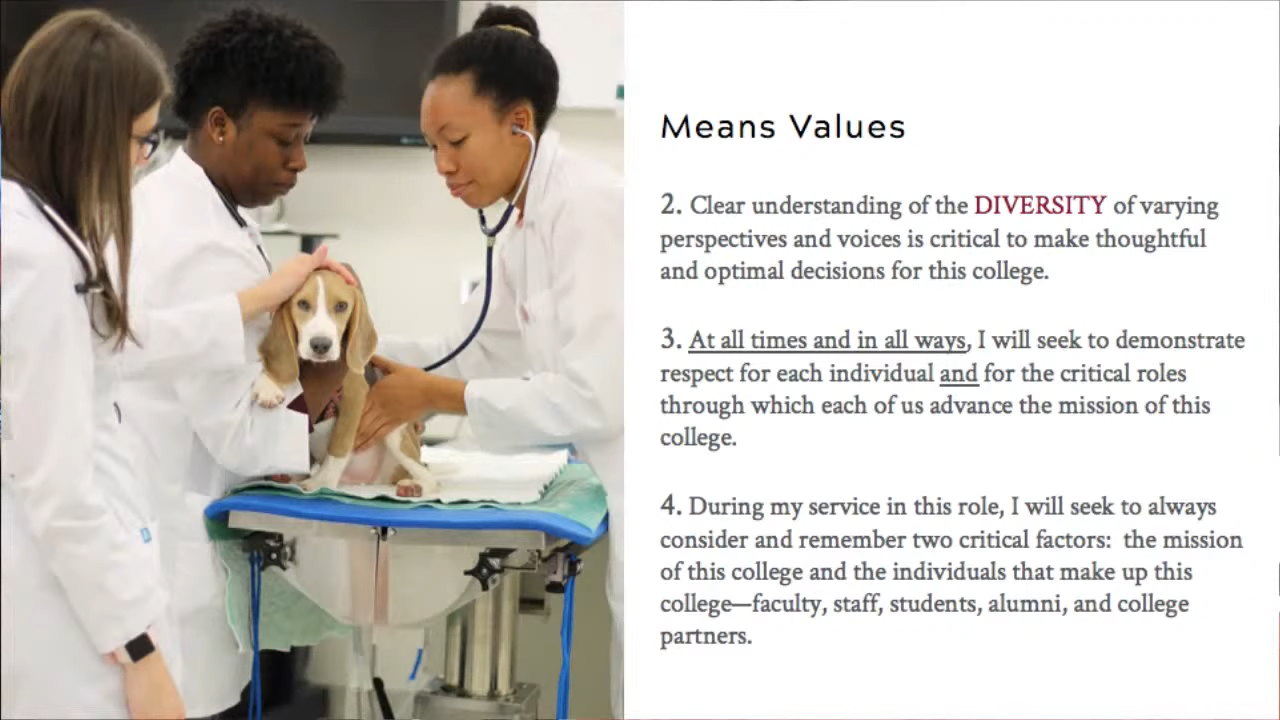 Means Values
2. Clear understanding of the DIVERSITY of varying
perspectives and voices is critical to make thoughtful
and optimal decisions for this college.
3. At all times and in all ways, I will seek to demonstrate
respect for each individual and for the critical roles
through which each of us advance the mission of this
college.
4. During my service in this role, I will seek to always
consider and remember two critical factors:  the mission
of this college and the individuals that make up this
college—faculty, staff, students, alumni, and college
partners.